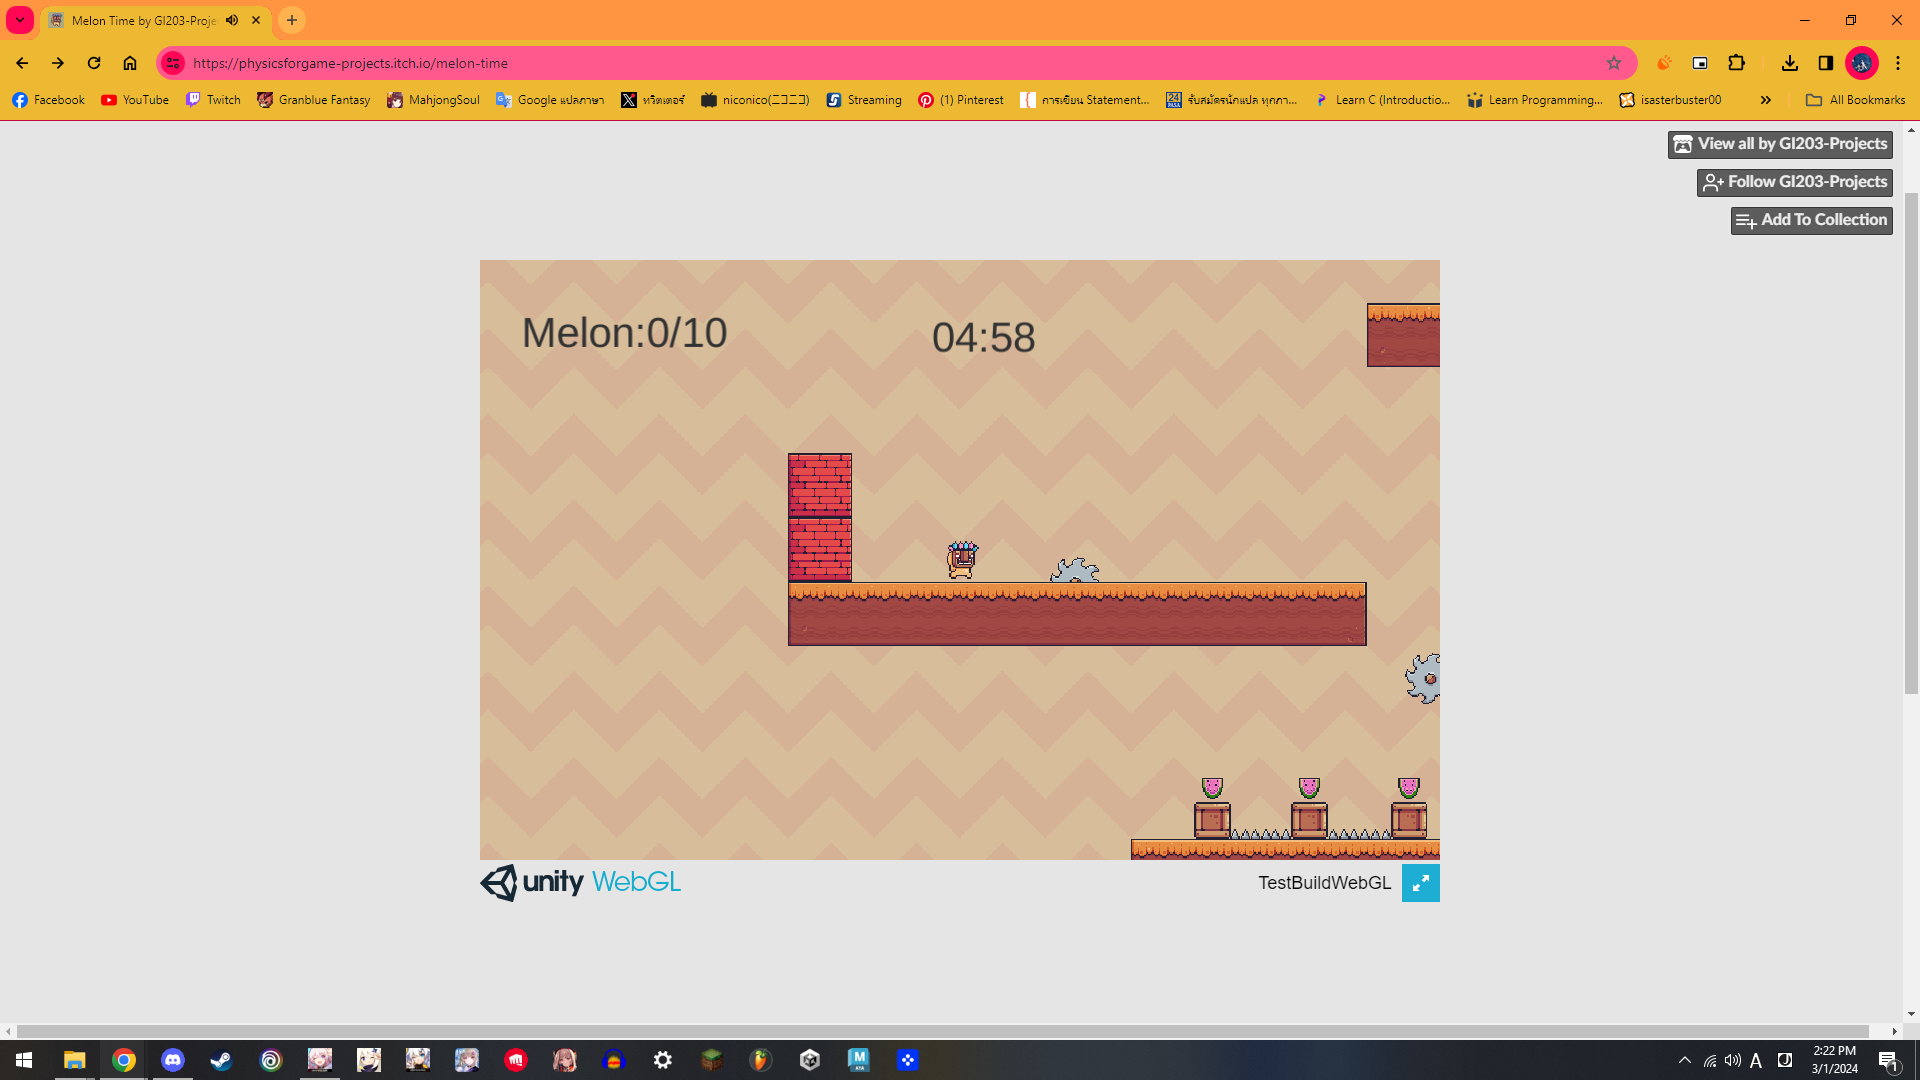 Melon Time by GI203-Proje
https://physicsforgame-projects.itch.io/melon-time
Facebook YouTube Twitch Granblue Fantasy MahjongSoul Google แปลภาษา ทวิตเตอร์ niconico(ニコニコ) Streaming (1) Pinterest การเขียน Statement... รับสมัครนักแปล ทุกภา... Learn C (Introductio... Learn Programming... isasterbuster00 » All Bookmarks
View all by GI203-Projects
Follow GI203-Projects
Add To Collection
Melon:0/10 04:58
unity WebGL TestBuildWebGL
A 2:22 PM
3/1/2024
1